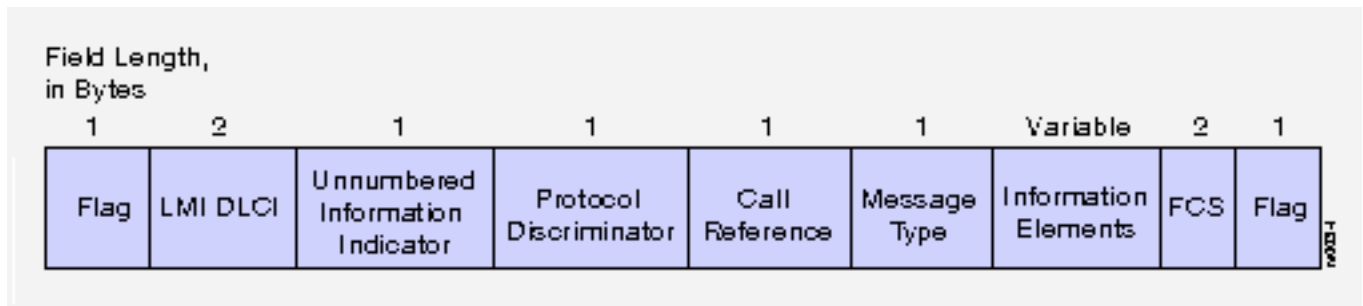 Field Length,
in Bytes
1 2 1 1 1 1 Variable 2 1
Flag
LMI DLCI
Unnumbered
Information
Indicator
Protocol
Discriminator
Call
Reference
Message
Type
Information
Elements
FCS
Flag